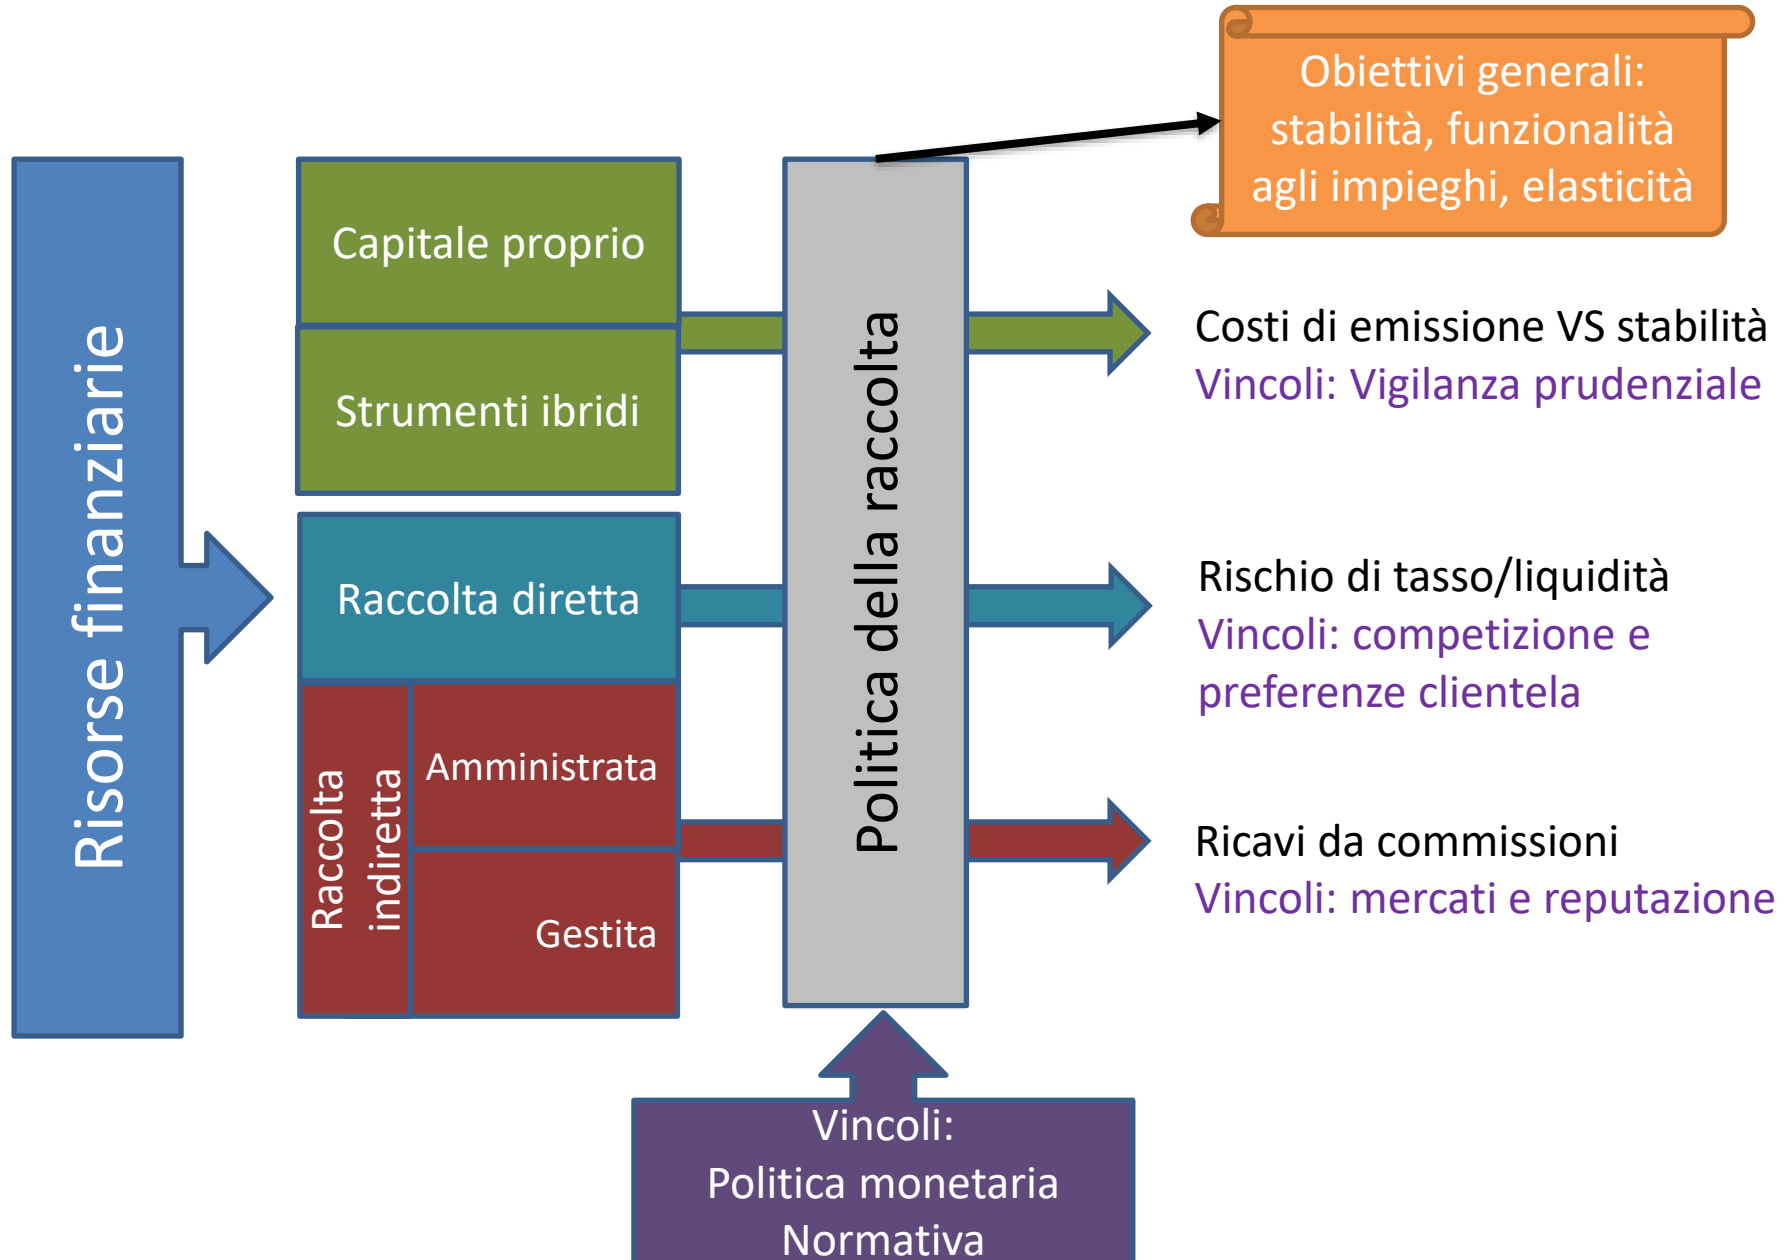 Obiettivi generali:
stabilità, funzionalità
agli impieghi, elasticità
Risorse finanziarie
Capitale proprio
Strumenti ibridi
Raccolta diretta
Raccolta
indiretta
Amministrata
Gestita
Politica della raccolta
Costi di emissione VS stabilità
Vincoli: Vigilanza prudenziale
Rischio di tasso/liquidità
Vincoli: competizione e
preferenze clientela
Ricavi da commissioni
Vincoli: mercati e reputazione
Vincoli:
Politica monetaria
Normativa